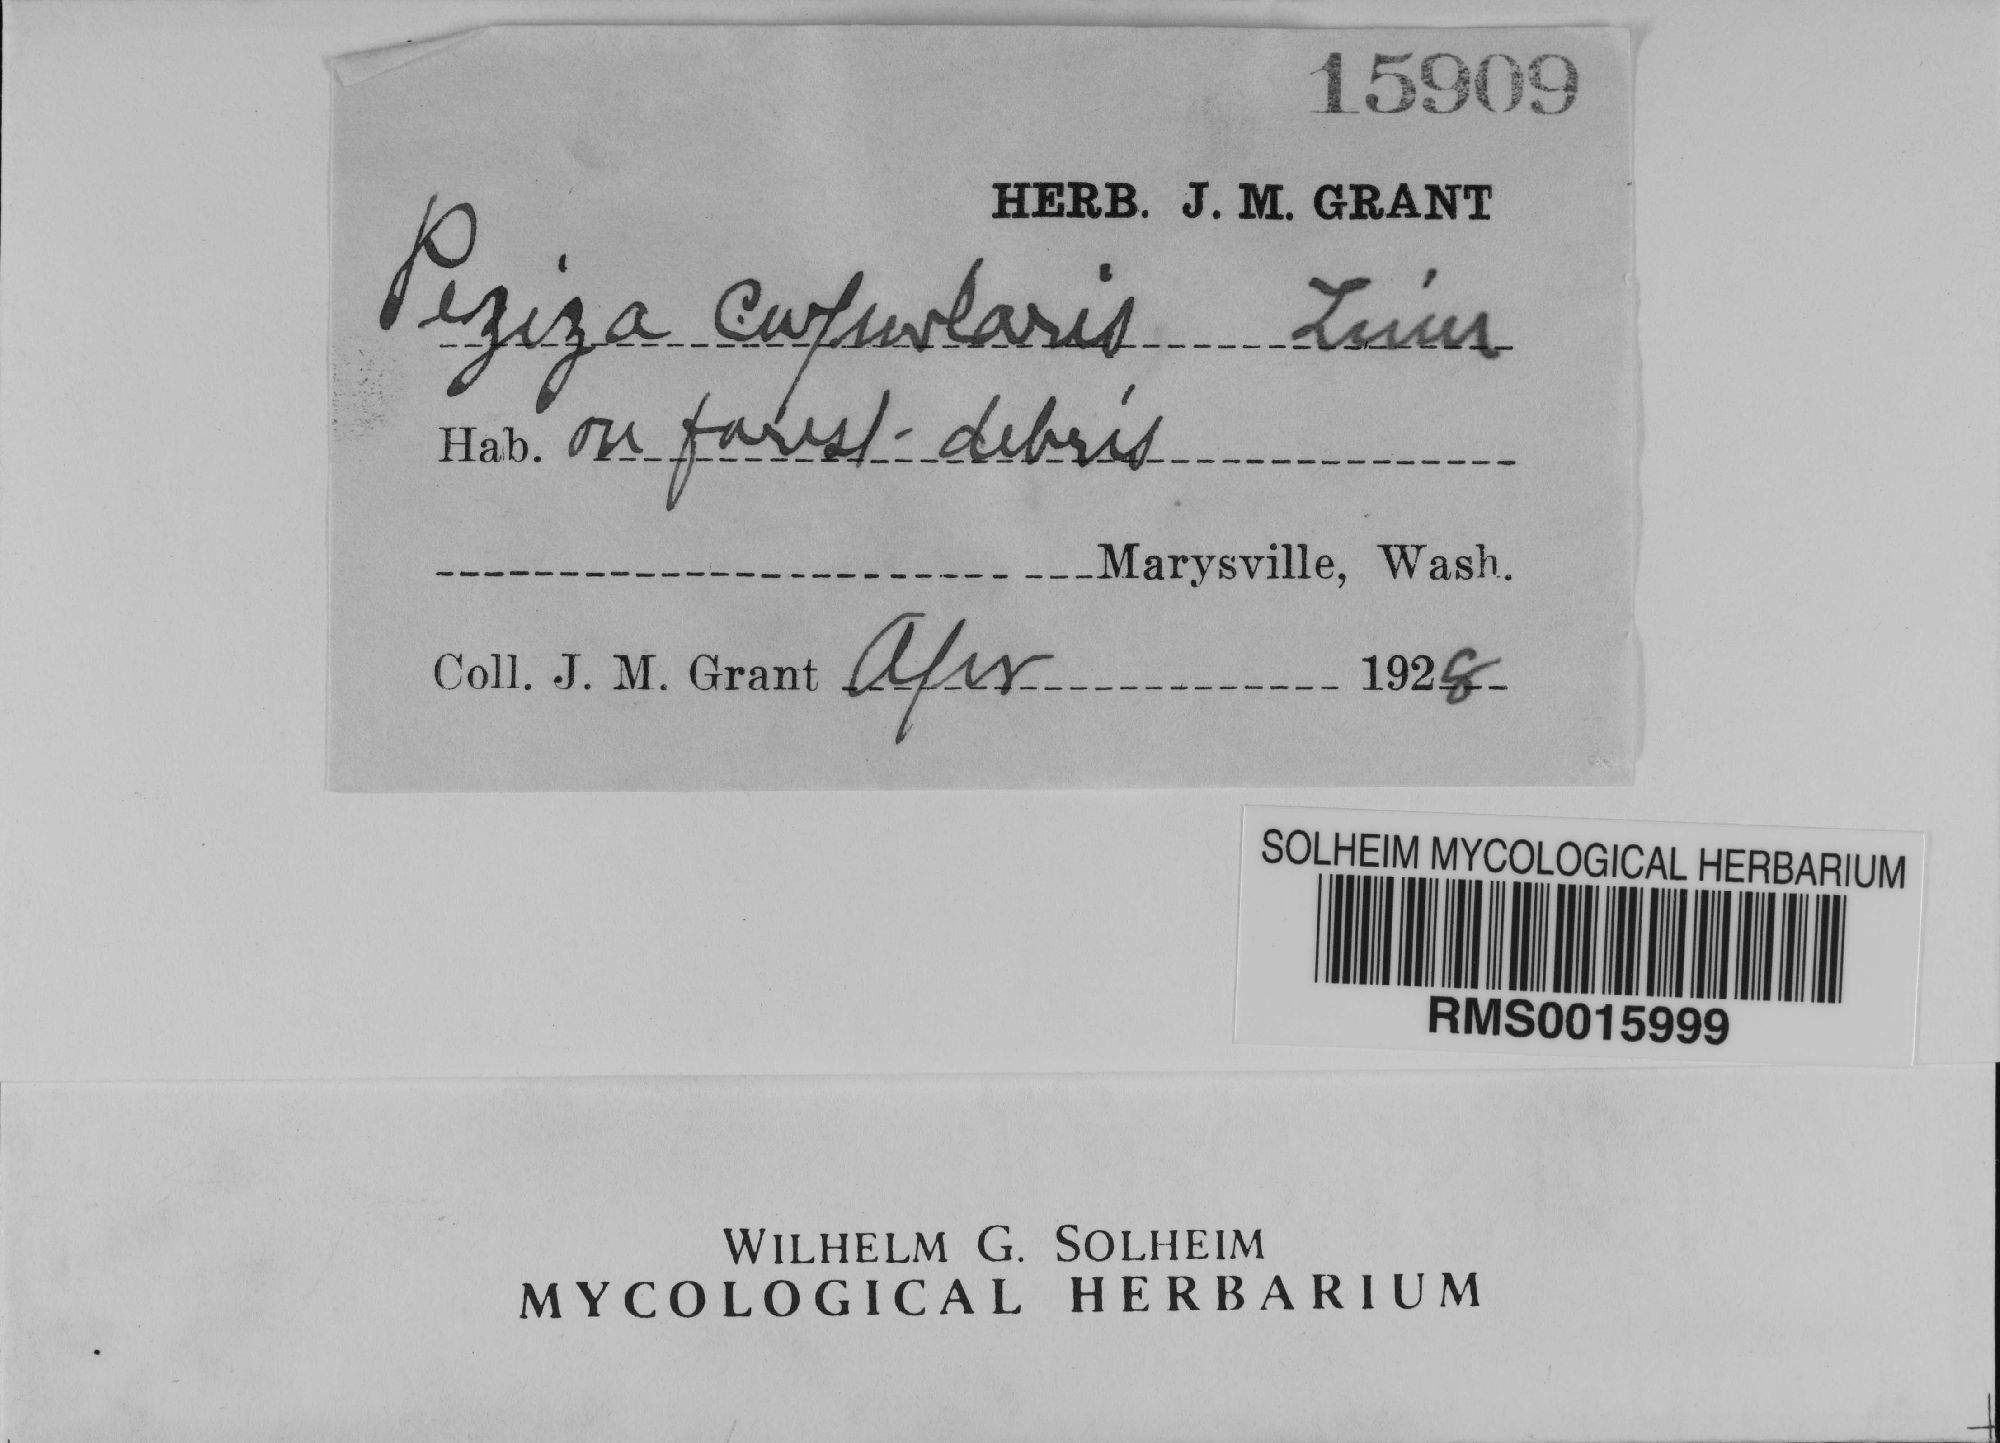 15909
HERB. J. M. GRANT
Peziza cupularis Linn
Hab. on forest-debris
Marysville, Wash.
Coll. J. M. Grant Apr 1928
SOLHEIM MYCOLOGICAL HERBARIUM
RMS0015999
WILHELM G. SOLHEIM
MYCOLOGICAL HERBARIUM